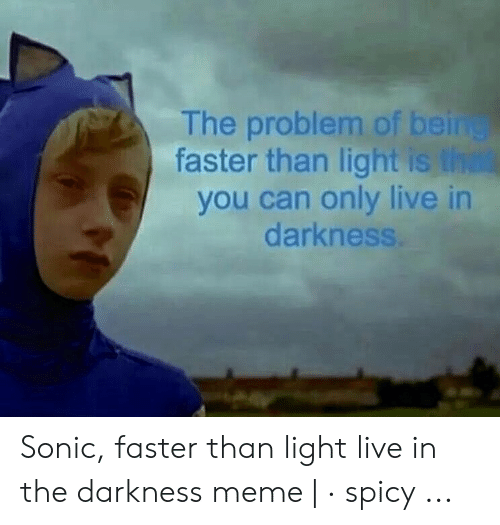 The problem of being
faster than light is that
you can only live in
darkness.
Sonic, faster than light live in
the darkness meme | · spicy ...